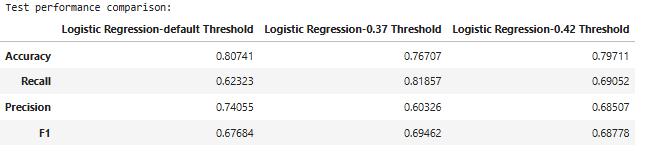 Test performance comparison:
Logistic Regression-default Threshold Logistic Regression-0.37 Threshold Logistic Regression-0.42 Threshold
Accuracy 0.80741 0.76707 0.79711
Recall 0.62323 0.81857 0.69052
Precision 0.74055 0.60326 0.68507
F1 0.67684 0.69462 0.68778